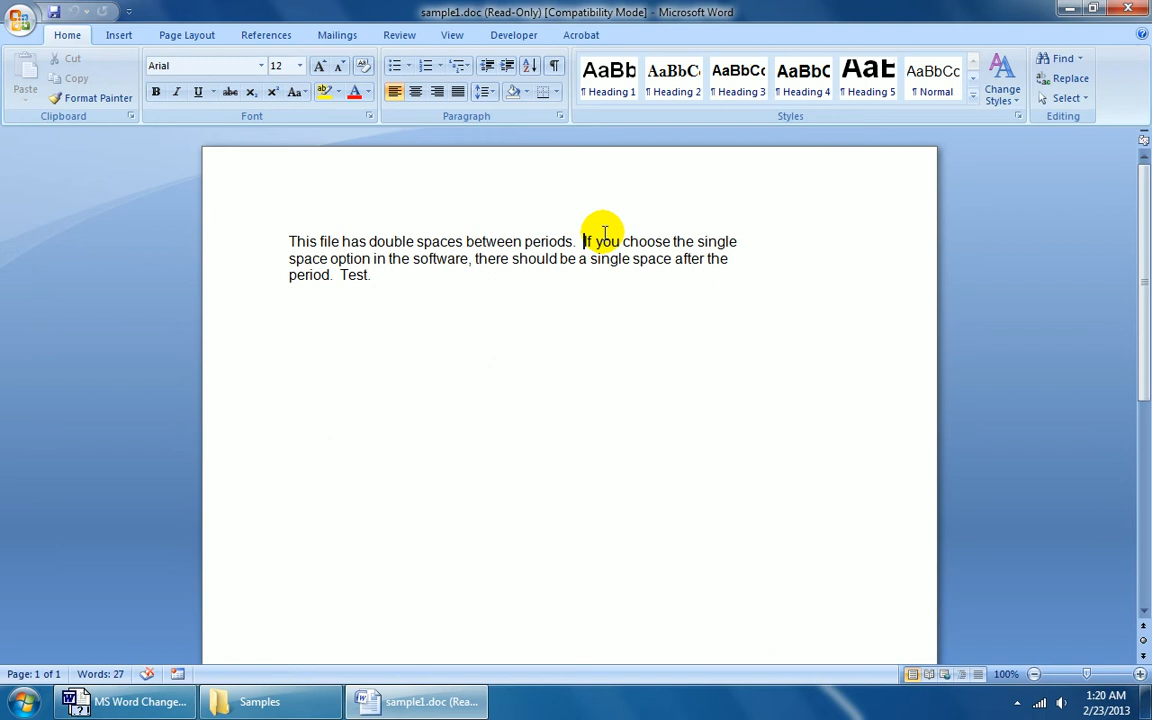 sample1.doc (Read-Only) [Compatibility Mode] - Microsoft Word
Home Insert Page Layout References Mailings Review View Developer Acrobat
Paste
Cut
Copy
Format Painter
Clipboard
Arial 12
B I U abc x₂ x² Aa
Font
Paragraph
AaBb AaBbC AaBbCc AaBbC AaE AaBbCc
¶ Heading 1 ¶ Heading 2 ¶ Heading 3 ¶ Heading 4 ¶ Heading 5 ¶ Normal
Change Styles
Styles
Find
Replace
Select
Editing
This file has double spaces between periods.  If you choose the single
space option in the software, there should be a single space after the
period.  Test.
Page: 1 of 1 Words: 27 100%
MS Word Change... Samples sample1.doc (Rea... 1:20 AM
2/23/2013